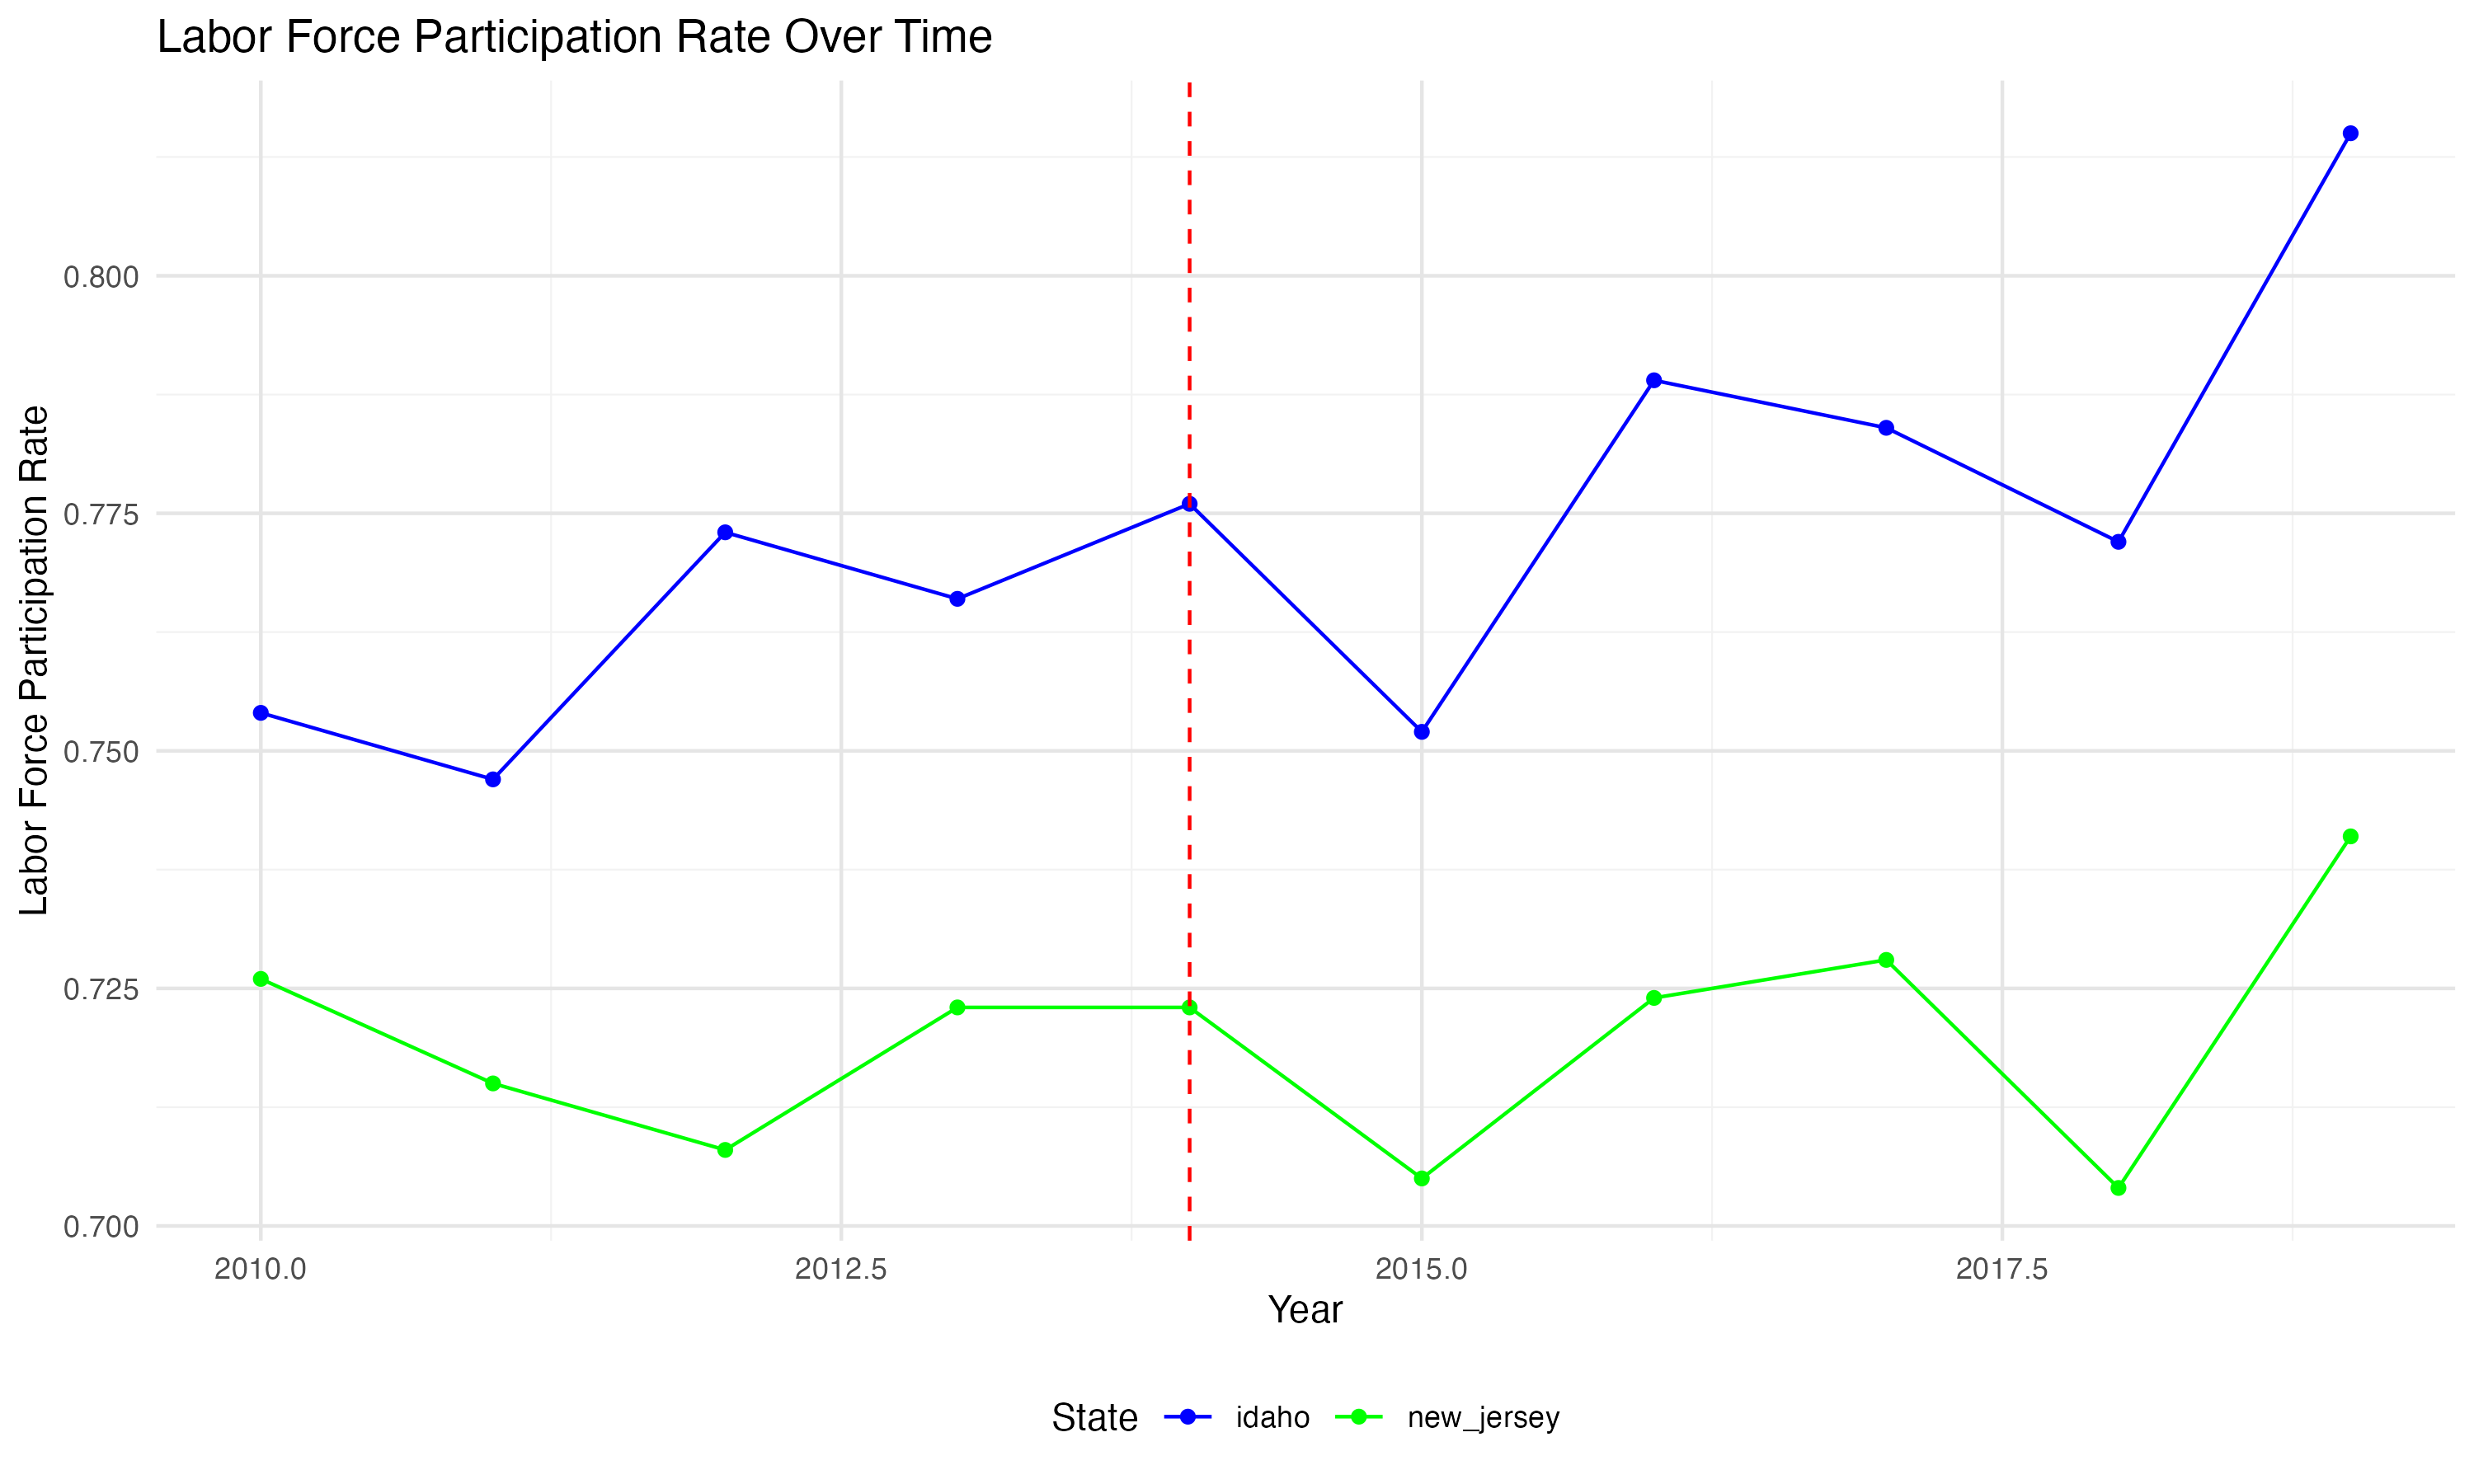 Labor Force Participation Rate Over Time
Labor Force Participation Rate
0.800
0.775
0.750
0.725
0.700
2010.0 2012.5 2015.0 2017.5
Year
State idaho new_jersey